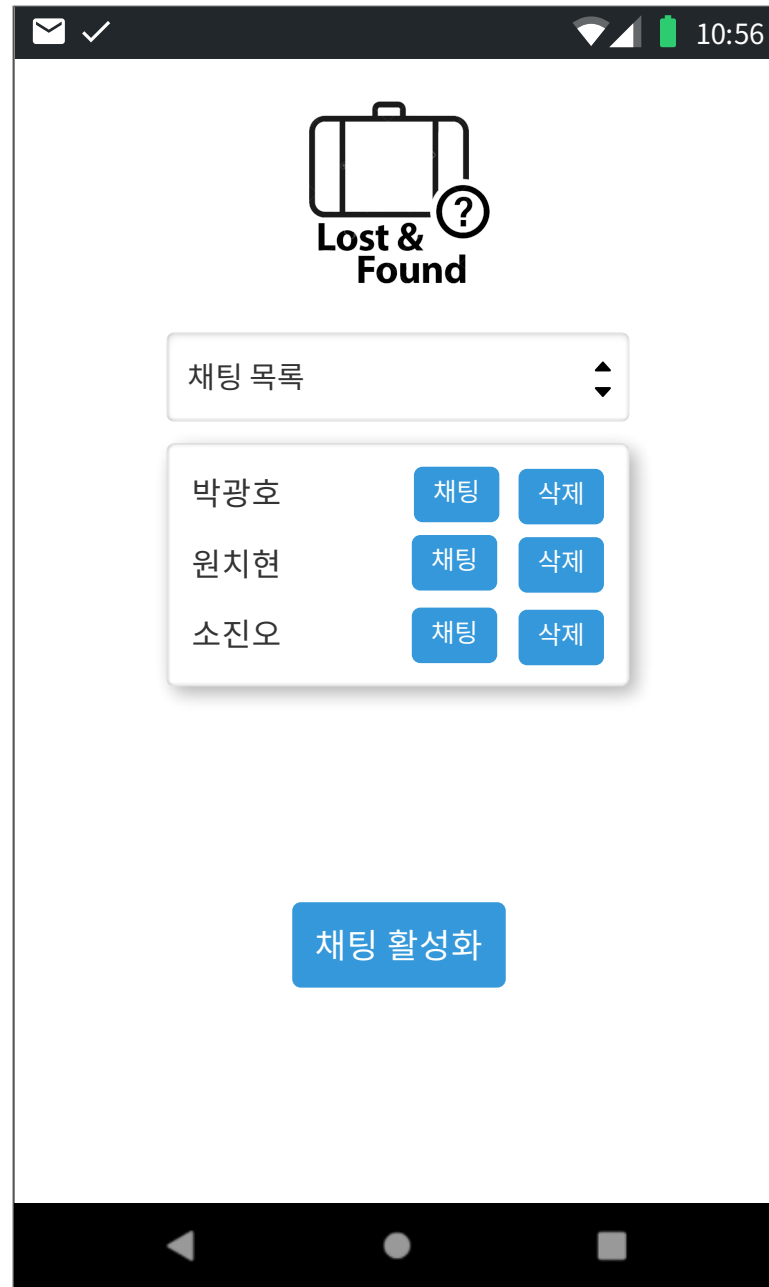 10:56
?
Lost &
Found
채팅 목록
박광호 채팅 삭제
원치현 채팅 삭제
소진오 채팅 삭제
채팅 활성화